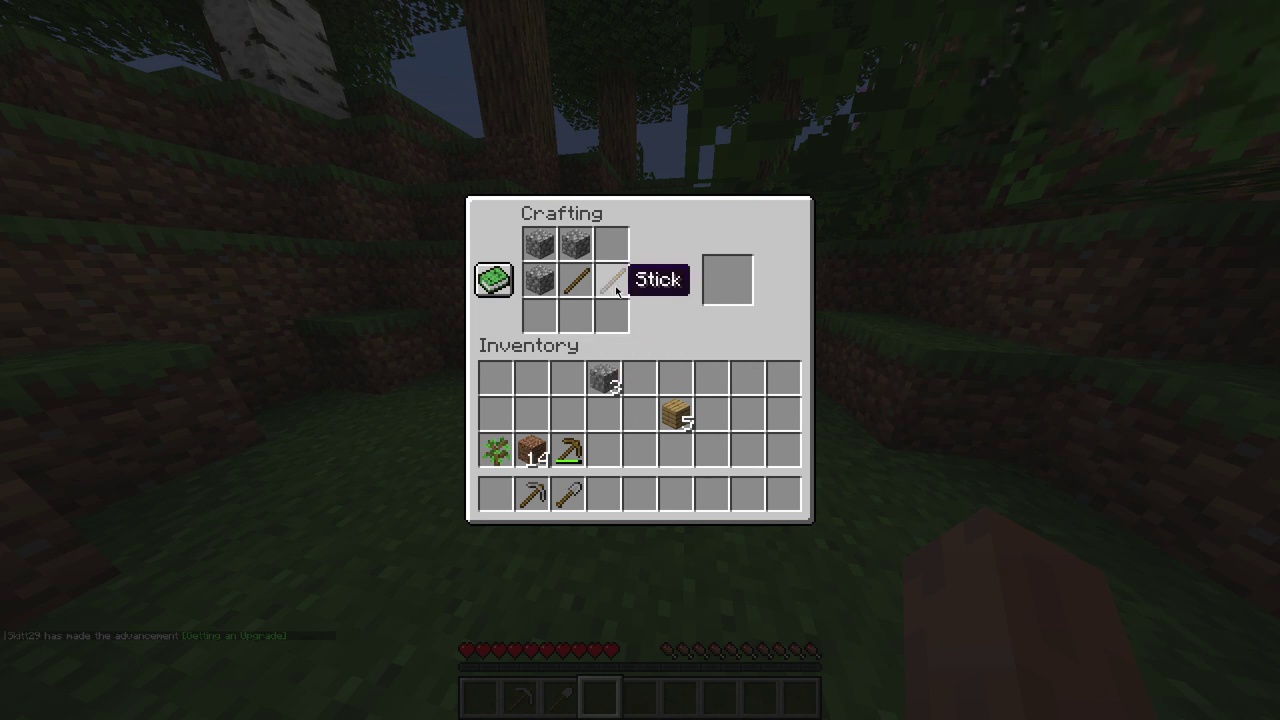 Crafting
Stick
Inventory
3
5
14
[Skitt29 has made the advancement [Getting an Upgrade]